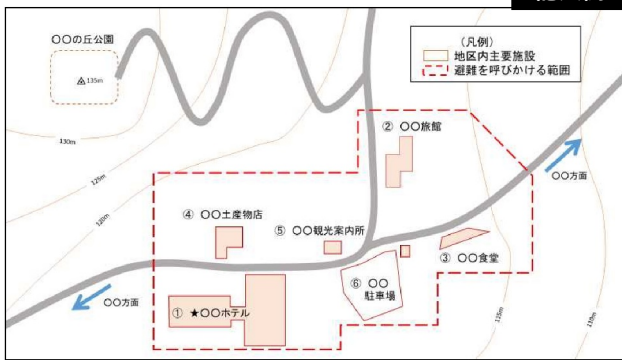 〇〇の丘公園
135m
130m
125m
120m
(凡例)
地区内主要施設
避難を呼びかける範囲
② 〇〇旅館
〇〇方面
④ 〇〇土産物店
⑤ 〇〇観光案内所
③ 〇〇食堂
⑥ 〇〇
駐車場
① ★〇〇ホテル
〇〇方面
115m
110m